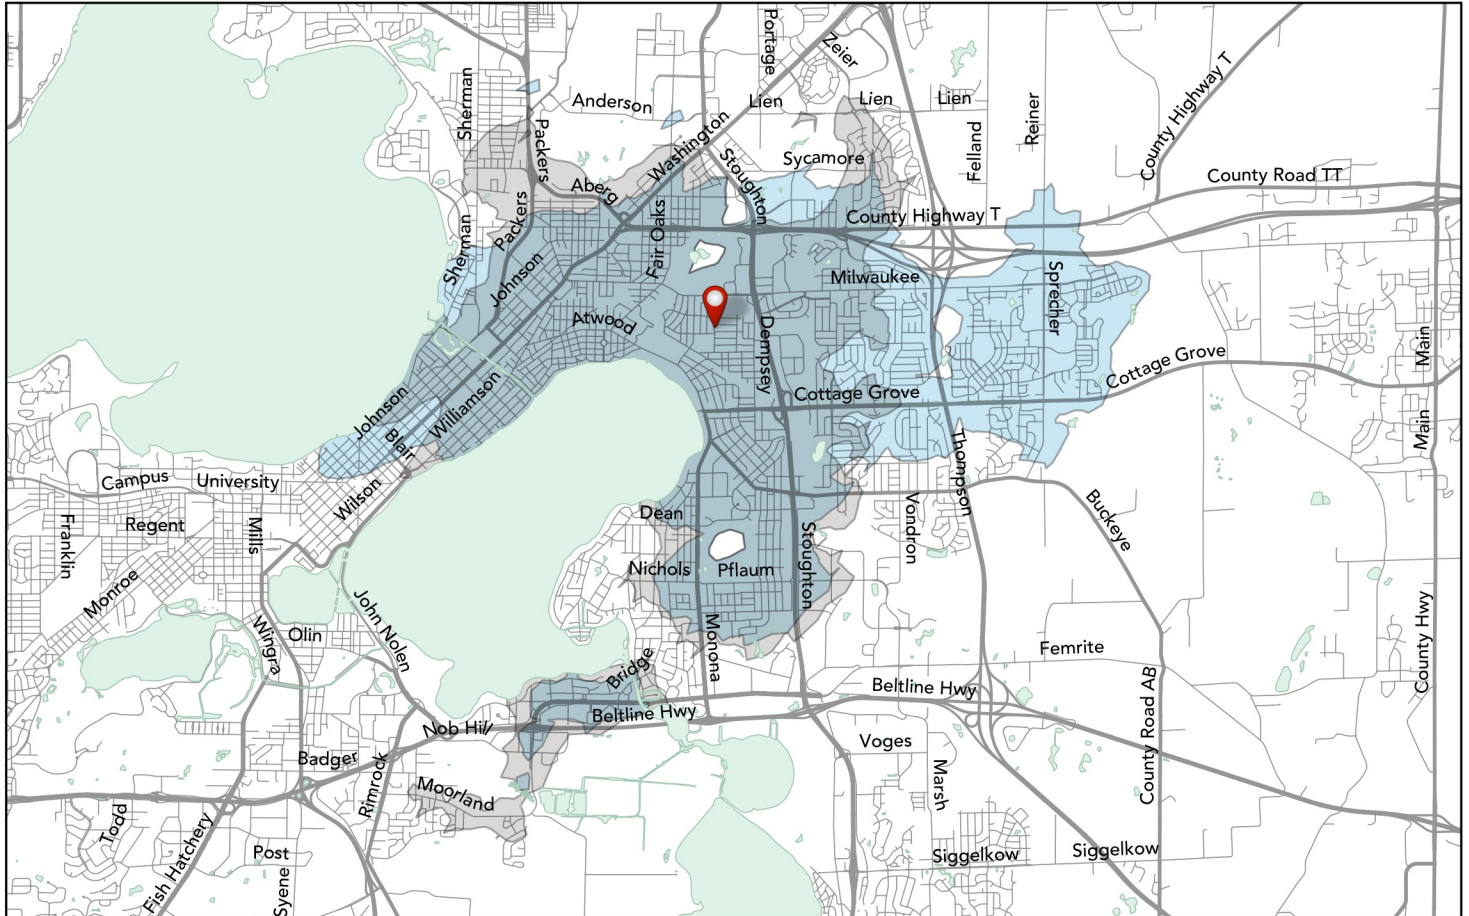 Portage
Zeier
Sherman
Anderson
Lien
Lien
Lien
Reiner
County Highway T
Packers
Washington
Stoughton
Sycamore
Felland
County Road TT
Aberg
Packers
Fair Oaks
County Highway T
Sherman
Johnson
Milwaukee
Sprecher
Atwood
Dempsey
Main
Cottage Grove
Cottage Grove
Johnson
Williamson
Blair
Main
Campus
University
Wilson
Thompson
Buckeye
Franklin
Regent
Mills
Dean
Vondron
Stoughton
Nichols
Pflaum
Monroe
John Nolen
Wingra
Olin
Monona
County Hwy
Femrite
Bridge
Beltline Hwy
County Road AB
Beltline Hwy
Nob Hill
Voges
Badger
Rimrock
Moorland
Marsh
Todd
Fish Hatchery
Post
Syene
Siggelkow
Siggelkow